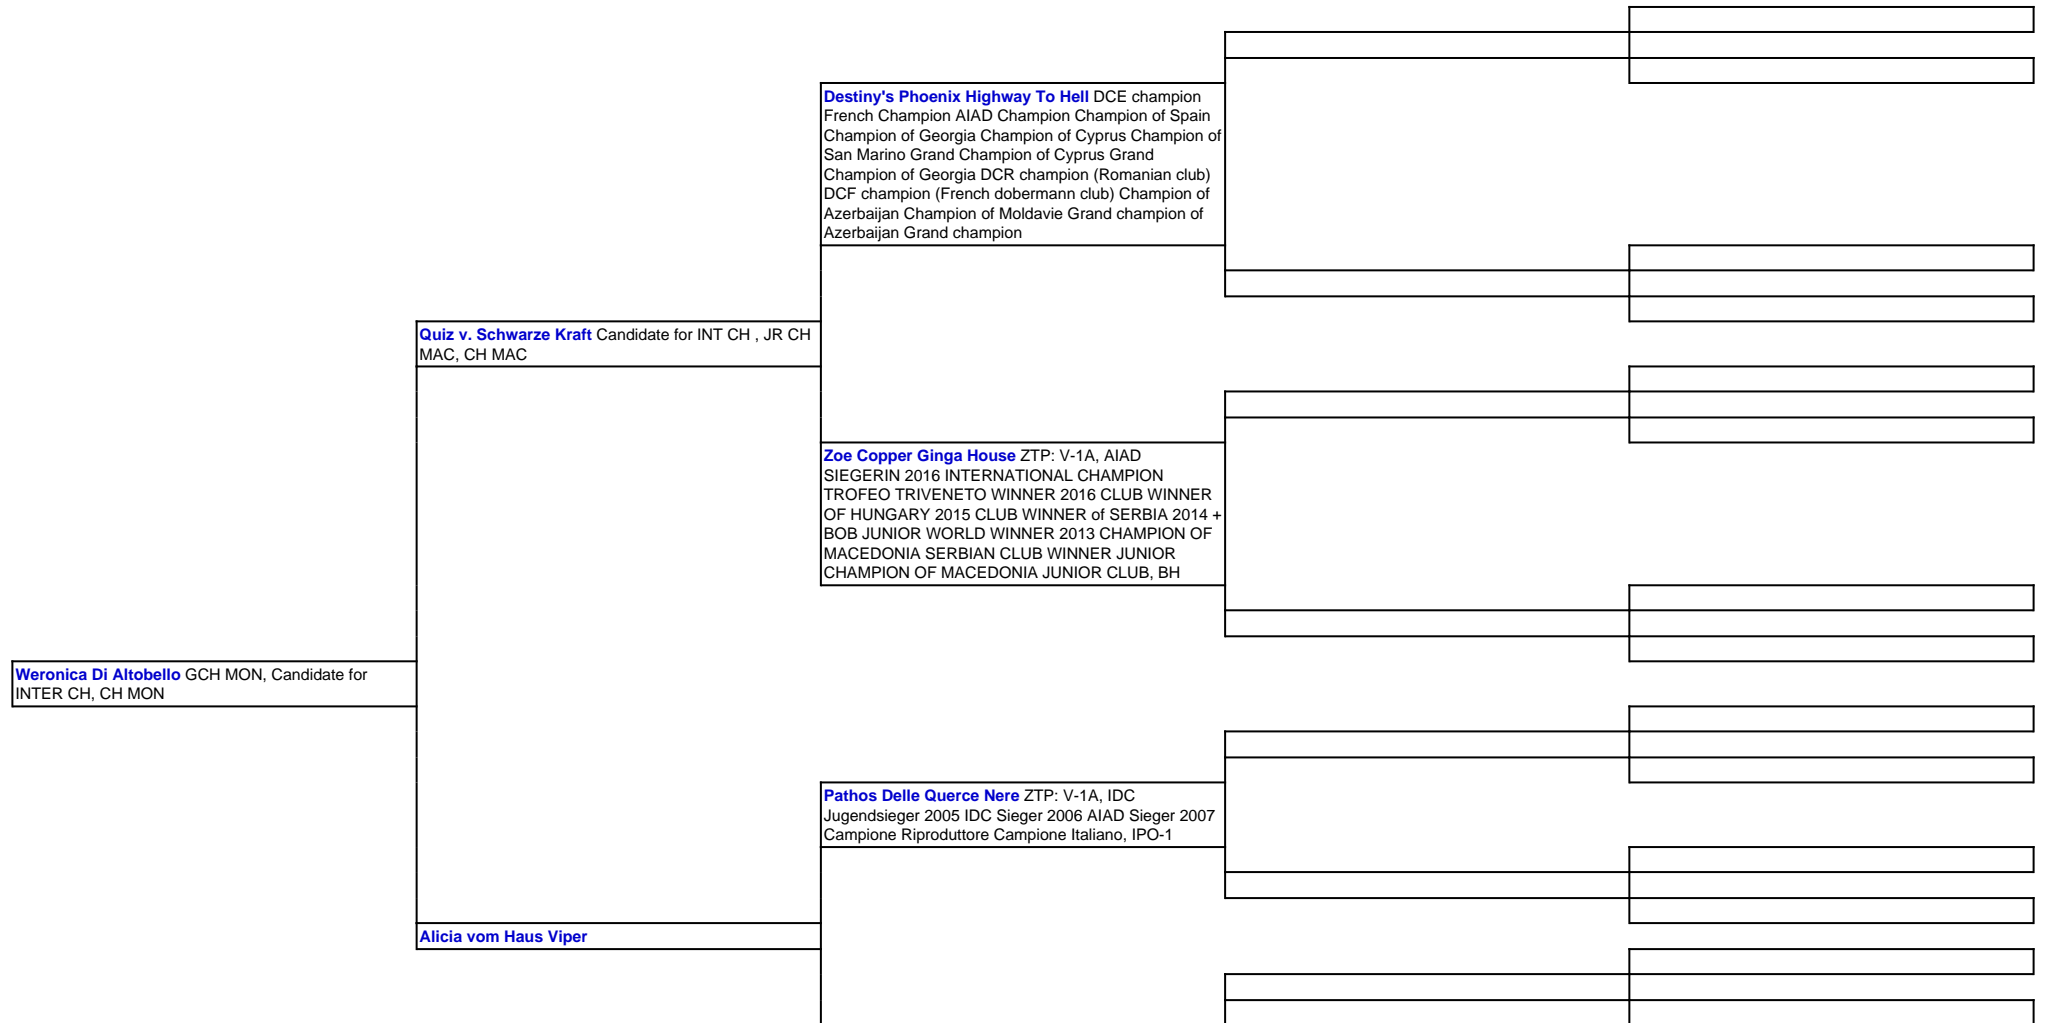 Destiny's Phoenix Highway To Hell DCE champion
French Champion AIAD Champion Champion of Spain
Champion of Georgia Champion of Cyprus Champion of
San Marino Grand Champion of Cyprus Grand
Champion of Georgia DCR champion (Romanian club)
DCF champion (French dobermann club) Champion of
Azerbaijan Champion of Moldavie Grand champion of
Azerbaijan Grand champion
Quiz v. Schwarze Kraft Candidate for INT CH , JR CH
MAC, CH MAC
Zoe Copper Ginga House ZTP: V-1A, AIAD
SIEGERIN 2016 INTERNATIONAL CHAMPION
TROFEO TRIVENETO WINNER 2016 CLUB WINNER
OF HUNGARY 2015 CLUB WINNER of SERBIA 2014 +
BOB JUNIOR WORLD WINNER 2013 CHAMPION OF
MACEDONIA SERBIAN CLUB WINNER JUNIOR
CHAMPION OF MACEDONIA JUNIOR CLUB, BH
Weronica Di Altobello GCH MON, Candidate for
INTER CH, CH MON
Pathos Delle Querce Nere ZTP: V-1A, IDC
Jugendsieger 2005 IDC Sieger 2006 AIAD Sieger 2007
Campione Riproduttore Campione Italiano, IPO-1
Alicia vom Haus Viper